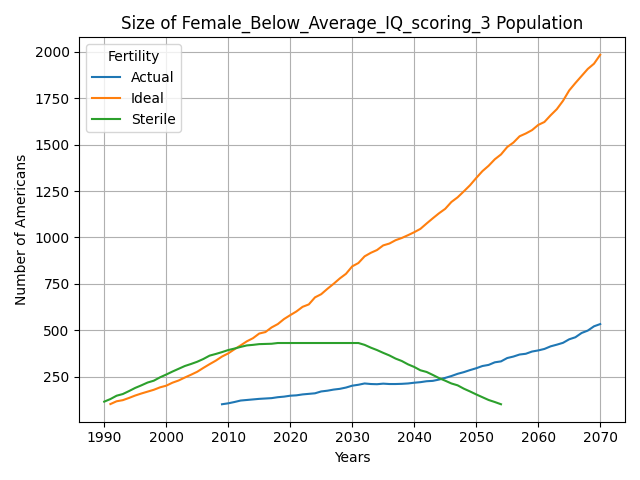 Size of Female_Below_Average_IQ_scoring_3 Population
Fertility
Actual
Ideal
Sterile
Number of Americans
2000
1750
1500
1250
1000
750
500
250
1990 2000 2010 2020 2030 2040 2050 2060 2070
Years